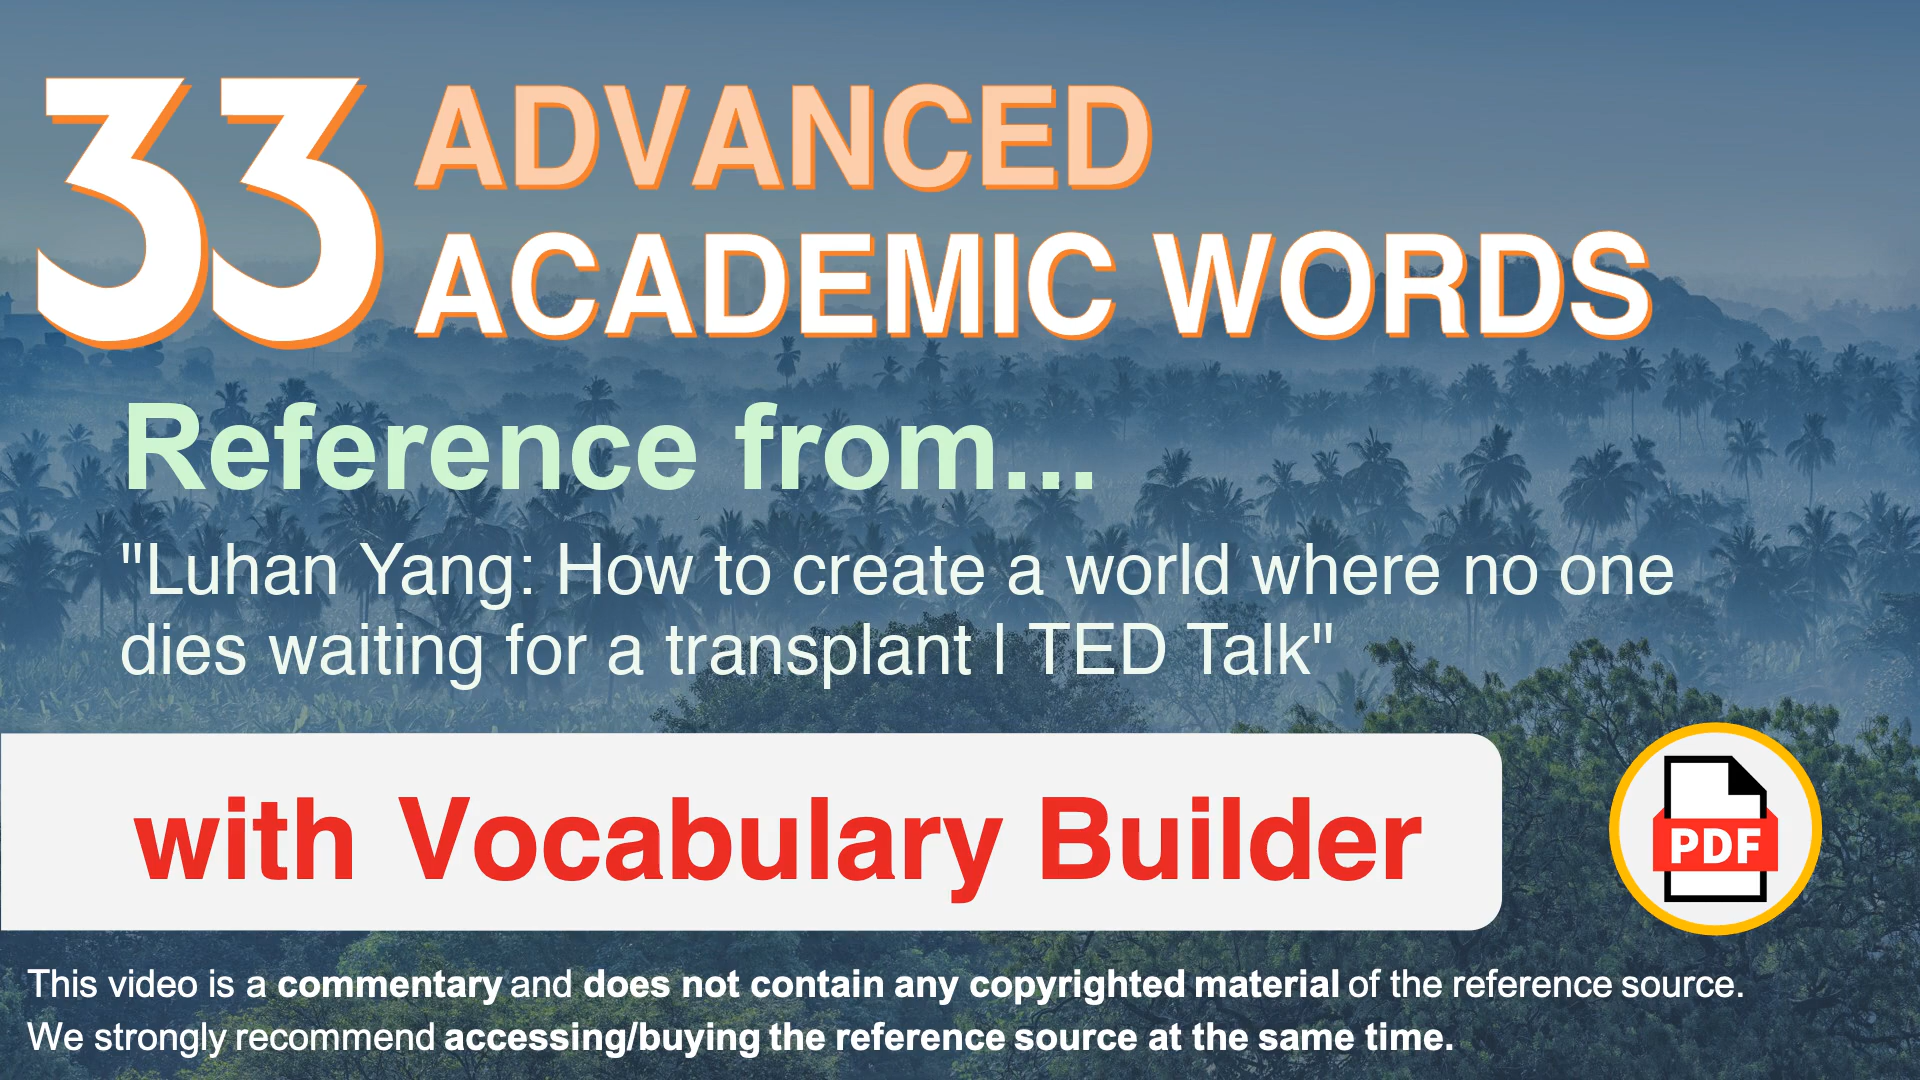 33 ADVANCED
ACADEMIC WORDS
Reference from...
"Luhan Yang: How to create a world where no one
dies waiting for a transplant | TED Talk"
with Vocabulary Builder
PDF
This video is a commentary and does not contain any copyrighted material of the reference source.
We strongly recommend accessing/buying the reference source at the same time.